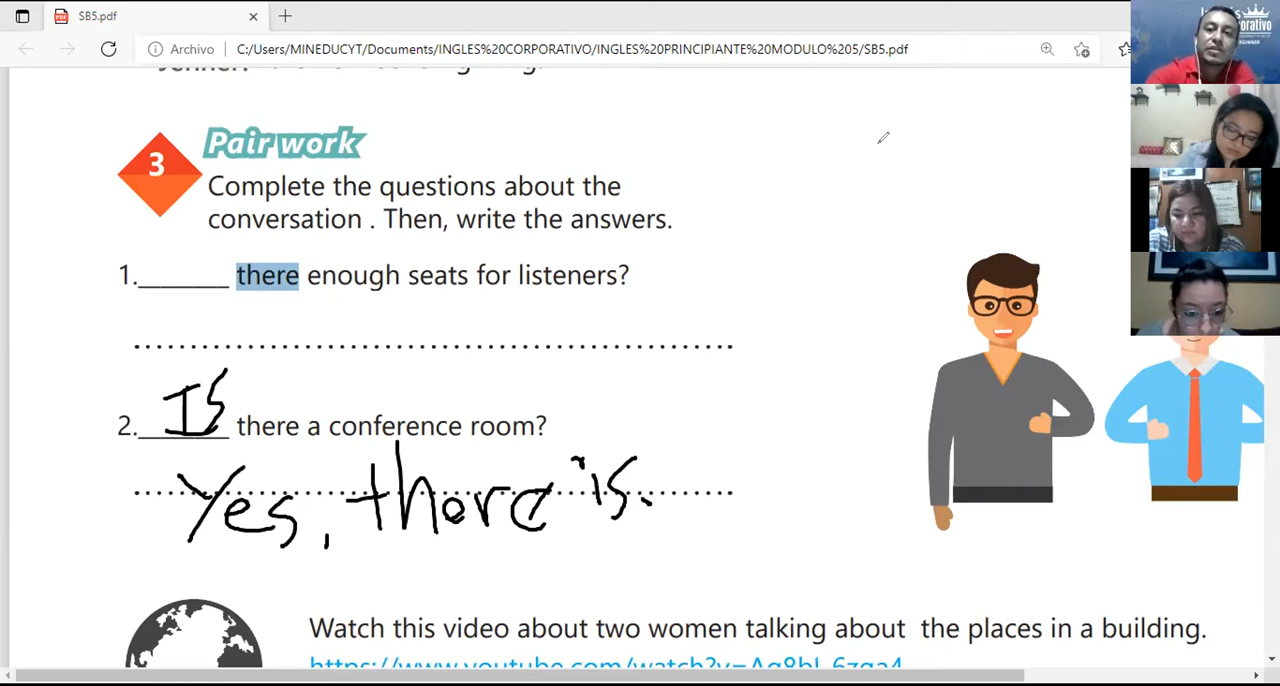 SB5.pdf
Archivo C:/Users/MINEDUCYT/Documents/INGLES%20CORPORATIVO/INGLES%20PRINCIPIANTE%20MODULO%205/SB5.pdf
3 Pair work
Complete the questions about the
conversation . Then, write the answers.
1._______ there enough seats for listeners?
2. Is there a conference room?
Yes, there is.
Watch this video about two women talking about the places in a building.